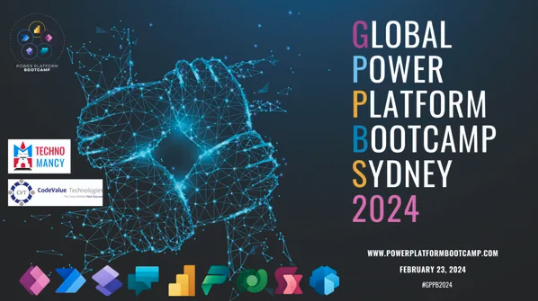 POWER PLATFORM
BOOTCAMP
TECHNO
MANCY
CVT
CodeValue Technologies
GLOBAL
POWER
PLATFORM
BOOTCAMP
SYDNEY
2024
WWW.POWERPLATFORMBOOTCAMP.COM
FEBRUARY 23, 2024
#GPPB2024